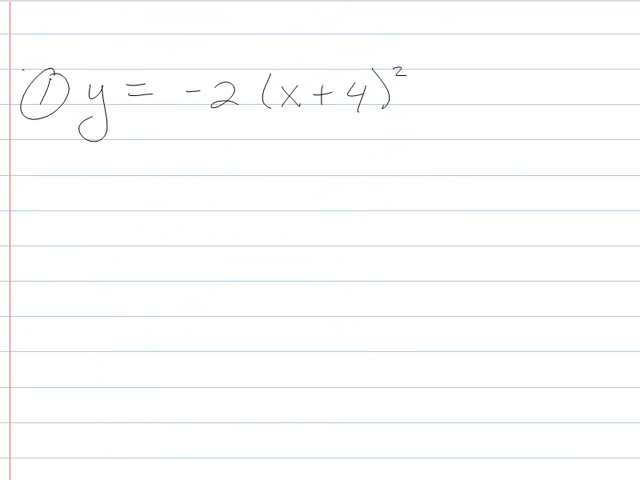 ① y = -2 (x + 4)²